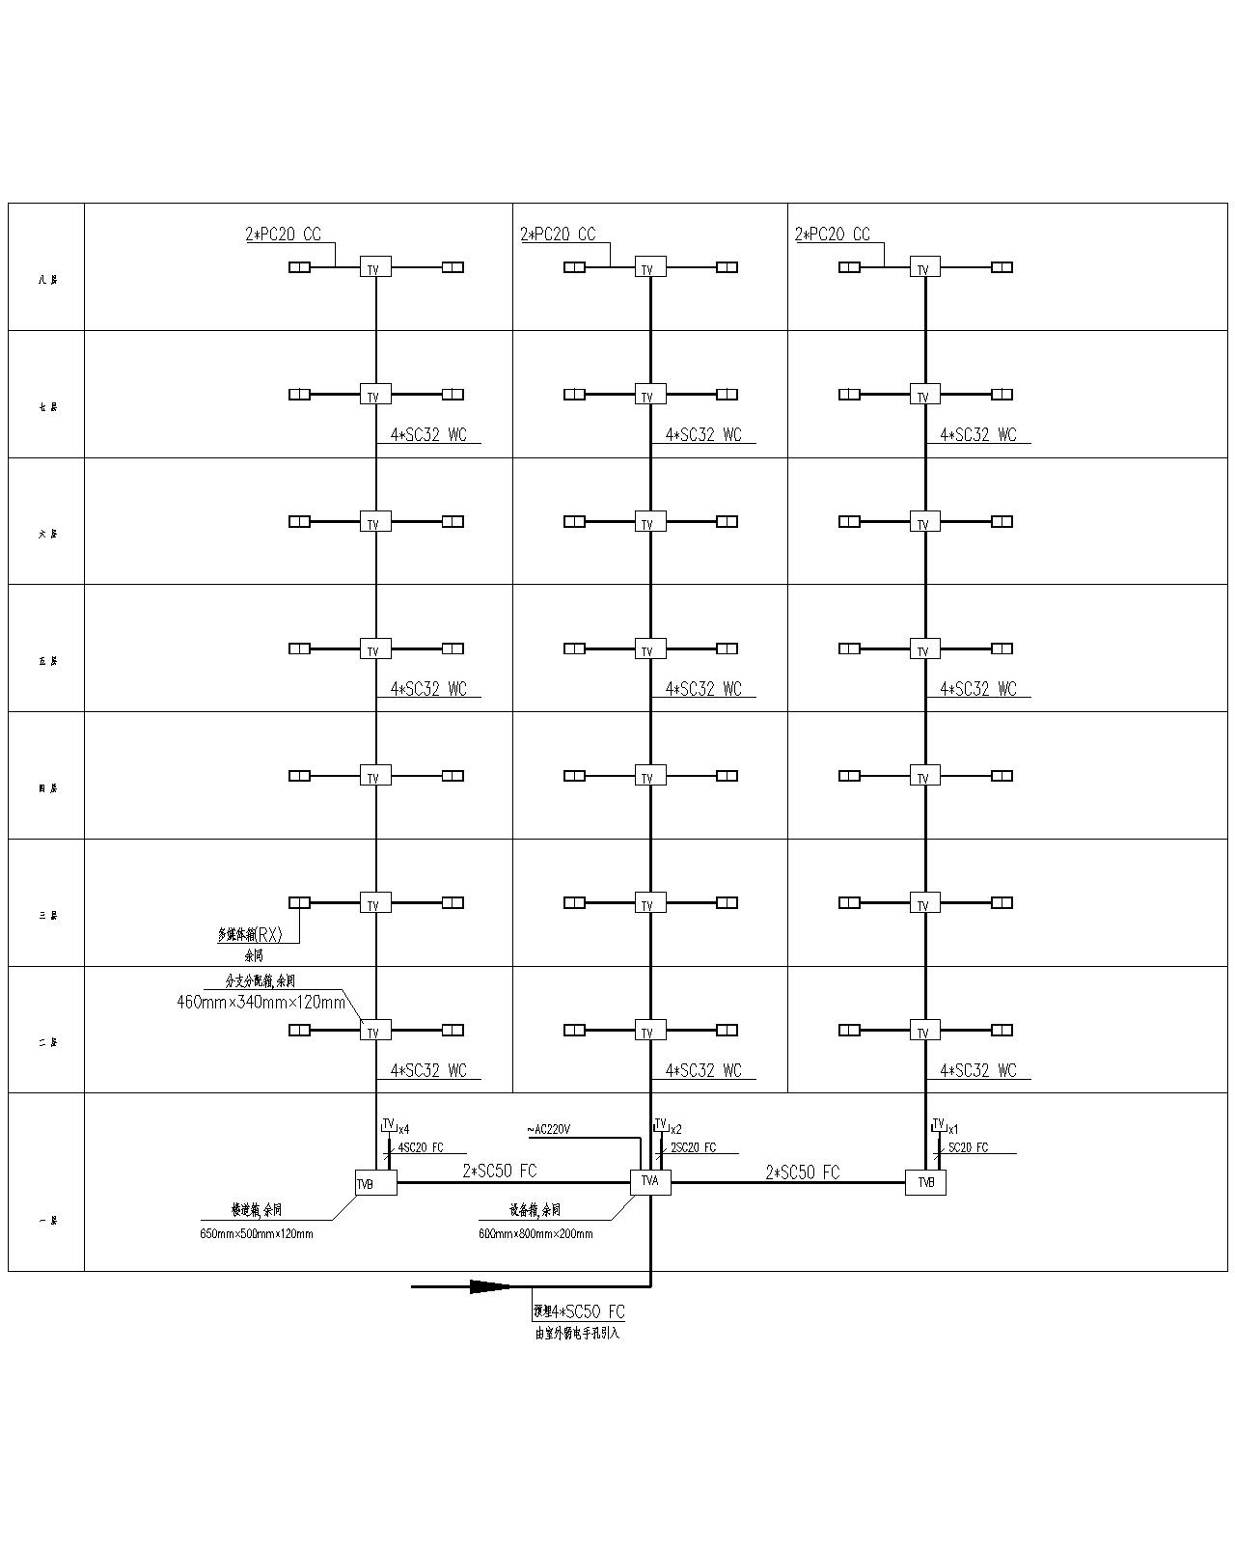 2*PC20 CC
2*PC20 CC
2*PC20 CC
八 层
TV
TV
TV
七 层
TV
TV
TV
4*SC32 WC
4*SC32 WC
4*SC32 WC
六 层
TV
TV
TV
五 层
TV
TV
TV
4*SC32 WC
4*SC32 WC
4*SC32 WC
四 层
TV
TV
TV
三 层
TV
TV
TV
多媒体箱(RX)
余同
分支分配箱,余同
460mm×340mm×120mm
二 层
TV
TV
TV
4*SC32 WC
4*SC32 WC
4*SC32 WC
TV x4
~AC220V
TV x2
TV x1
4SC20 FC
2SC20 FC
SC20 FC
2*SC50 FC
2*SC50 FC
TVB
TVA
TVB
一 层
楼道箱,余同
设备箱,余同
650mm×500mm×120mm
600mm×800mm×200mm
预埋4*SC50 FC
由室外弱电手孔引入